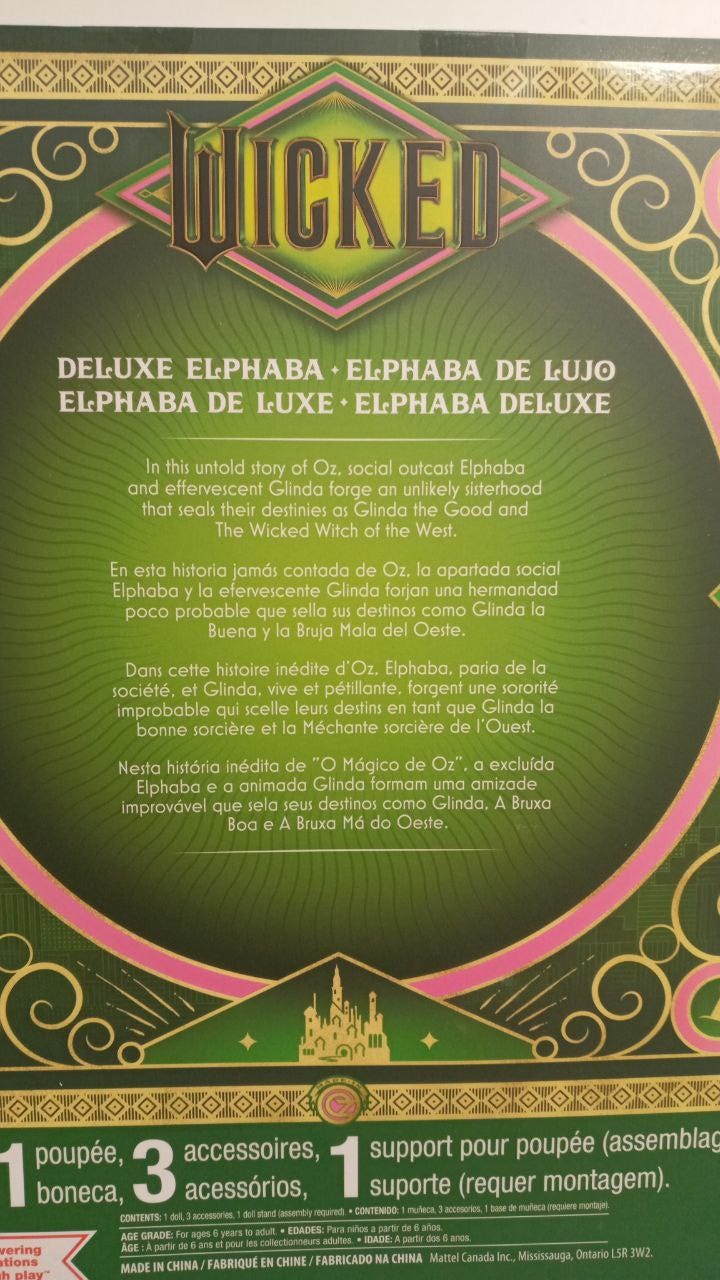 WICKED
DELUXE ELPHABA • ELPHABA DE LUJO
ELPHABA DE LUXE • ELPHABA DELUXE
In this untold story of Oz, social outcast Elphaba
and effervescent Glinda forge an unlikely sisterhood
that seals their destinies as Glinda the Good and
The Wicked Witch of the West.
En esta historia jamás contada de Oz, la apartada social
Elphaba y la efervescente Glinda forjan una hermandad
poco probable que sella sus destinos como Glinda la
Buena y la Bruja Mala del Oeste.
Dans cette histoire inédite d'Oz, Elphaba, paria de la
société, et Glinda, vive et pétillante, forgent une sororité
improbable qui scelle leurs destins en tant que Glinda la
bonne sorcière et la Méchante sorcière de l'Ouest.
Nesta história inédita de "O Mágico de Oz", a excluída
Elphaba e a animada Glinda formam uma amizade
improvável que sela seus destinos como Glinda, A Bruxa
Boa e A Bruxa Má do Oeste.
MADE IN OZ
1 poupée, 3 accessoires, 1 support pour poupée (assemblag
boneca, acessórios, suporte (requer montagem).
CONTENTS: 1 doll, 3 accessories, 1 doll stand (assembly required). • CONTENIDO: 1 muñeca, 3 accesorios, 1 base de muñeca (requiere montaje).
AGE GRADE: For ages 6 years to adult. • EDADES: Para niños a partir de 6 años.
ÂGE : À partir de 6 ans et pour les collectionneurs adultes. • IDADE: A partir dos 6 anos.
MADE IN CHINA / FABRIQUÉ EN CHINE / FABRICADO NA CHINA Mattel Canada Inc., Mississauga, Ontario L5R 3W2.
wering
ations
gh play™